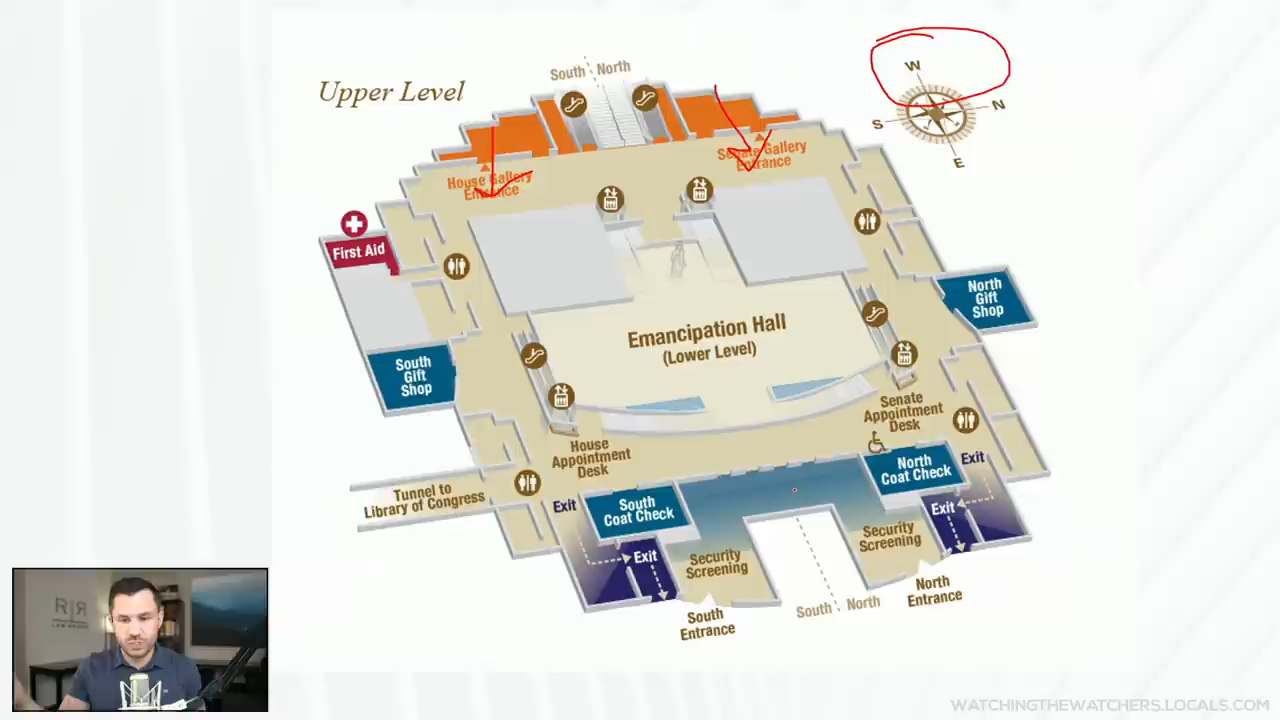 Upper Level
South
North
W
N
S
E
House Gallery
Entrance
Senate Gallery
Entrance
First Aid
North
Gift
Shop
Emancipation Hall
(Lower Level)
South
Gift
Shop
Senate
Appointment
Desk
House
Appointment
Desk
Tunnel to
Library of Congress
Exit
South
Coat Check
North
Coat Check
Exit
Exit
Exit
Security
Screening
Security
Screening
South
North
South
Entrance
North
Entrance
WATCHINGTHEWATCHERS.LOCALS.COM